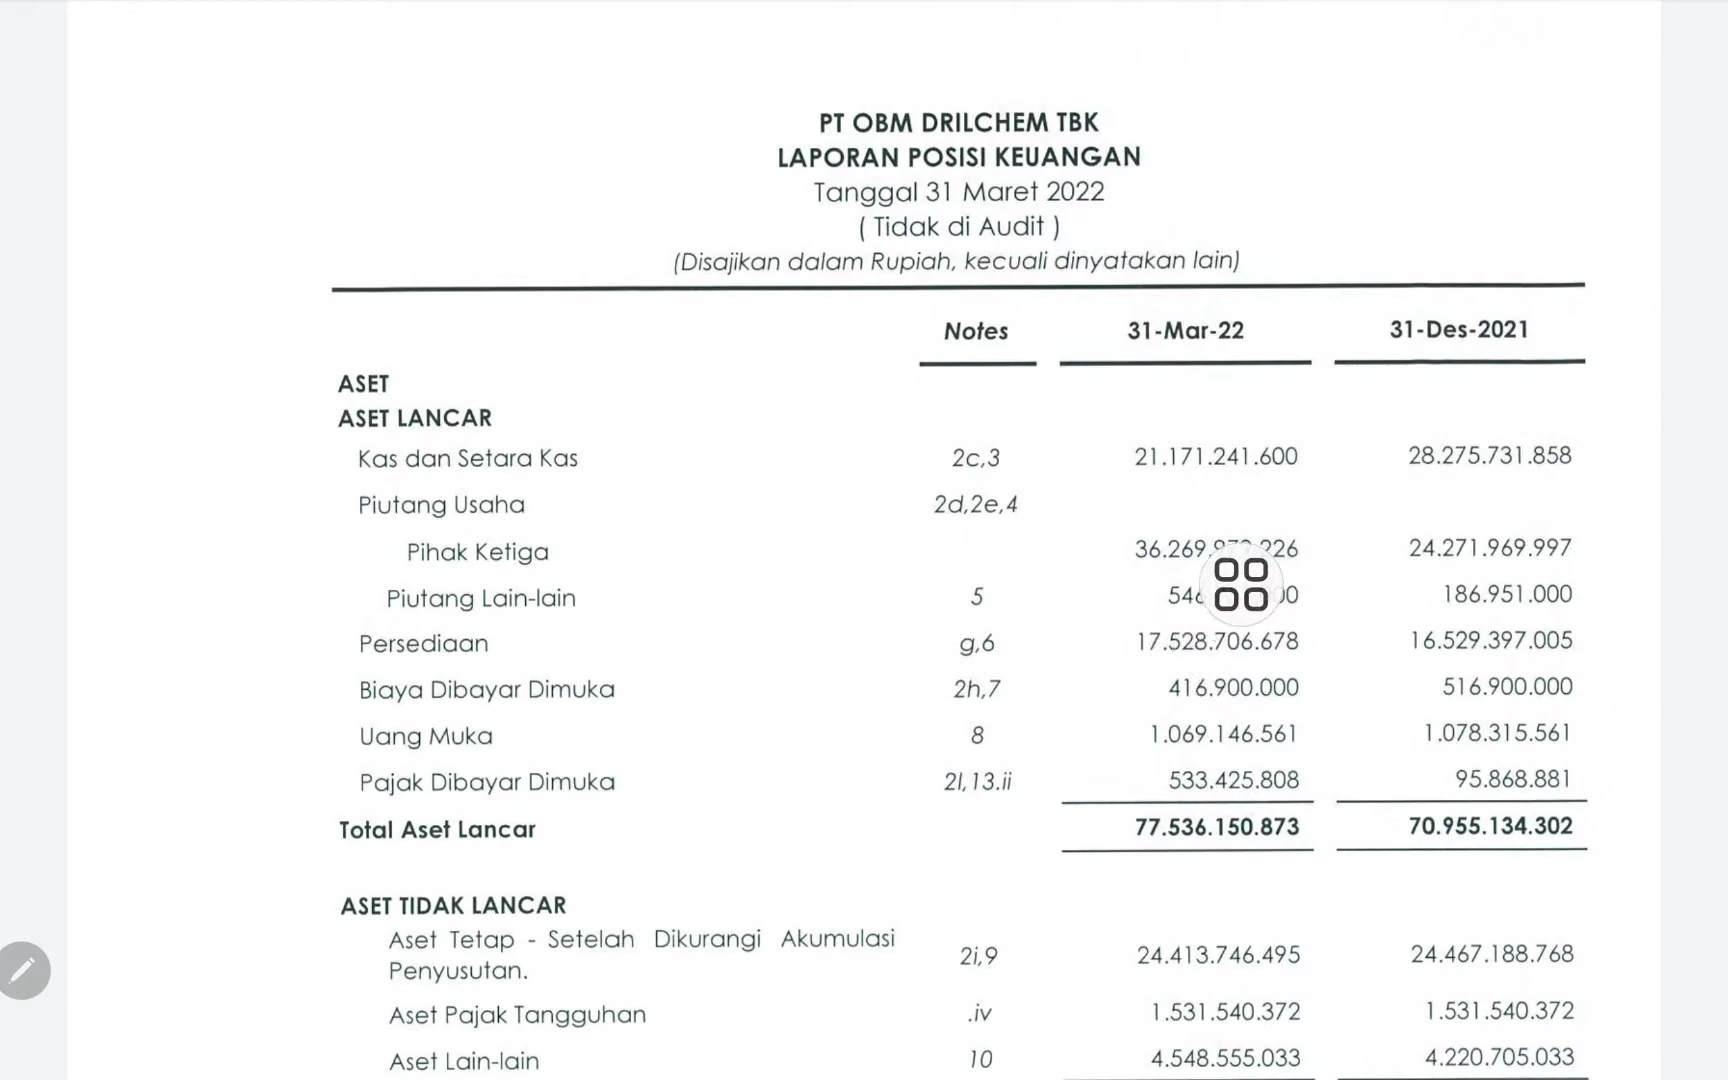 PT OBM DRILCHEM TBK
LAPORAN POSISI KEUANGAN
Tanggal 31 Maret 2022
( Tidak di Audit )
(Disajikan dalam Rupiah, kecuali dinyatakan lain)
Notes 31-Mar-22 31-Des-2021
ASET
ASET LANCAR
Kas dan Setara Kas 2c,3 21.171.241.600 28.275.731.858
Piutang Usaha 2d,2e,4
Pihak Ketiga 24.271.969.997
Piutang Lain-lain 5 186.951.000
Persediaan g,6 17.528.706.678 16.529.397.005
Biaya Dibayar Dimuka 2h,7 416.900.000 516.900.000
Uang Muka 8 1.069.146.561 1.078.315.561
Pajak Dibayar Dimuka 2l,13.ii 533.425.808 95.868.881
Total Aset Lancar 77.536.150.873 70.955.134.302
ASET TIDAK LANCAR
Aset Tetap - Setelah Dikurangi Akumulasi
Penyusutan. 2i,9 24.413.746.495 24.467.188.768
Aset Pajak Tangguhan .iv 1.531.540.372 1.531.540.372
Aset Lain-lain 10 4.548.555.033 4.220.705.033